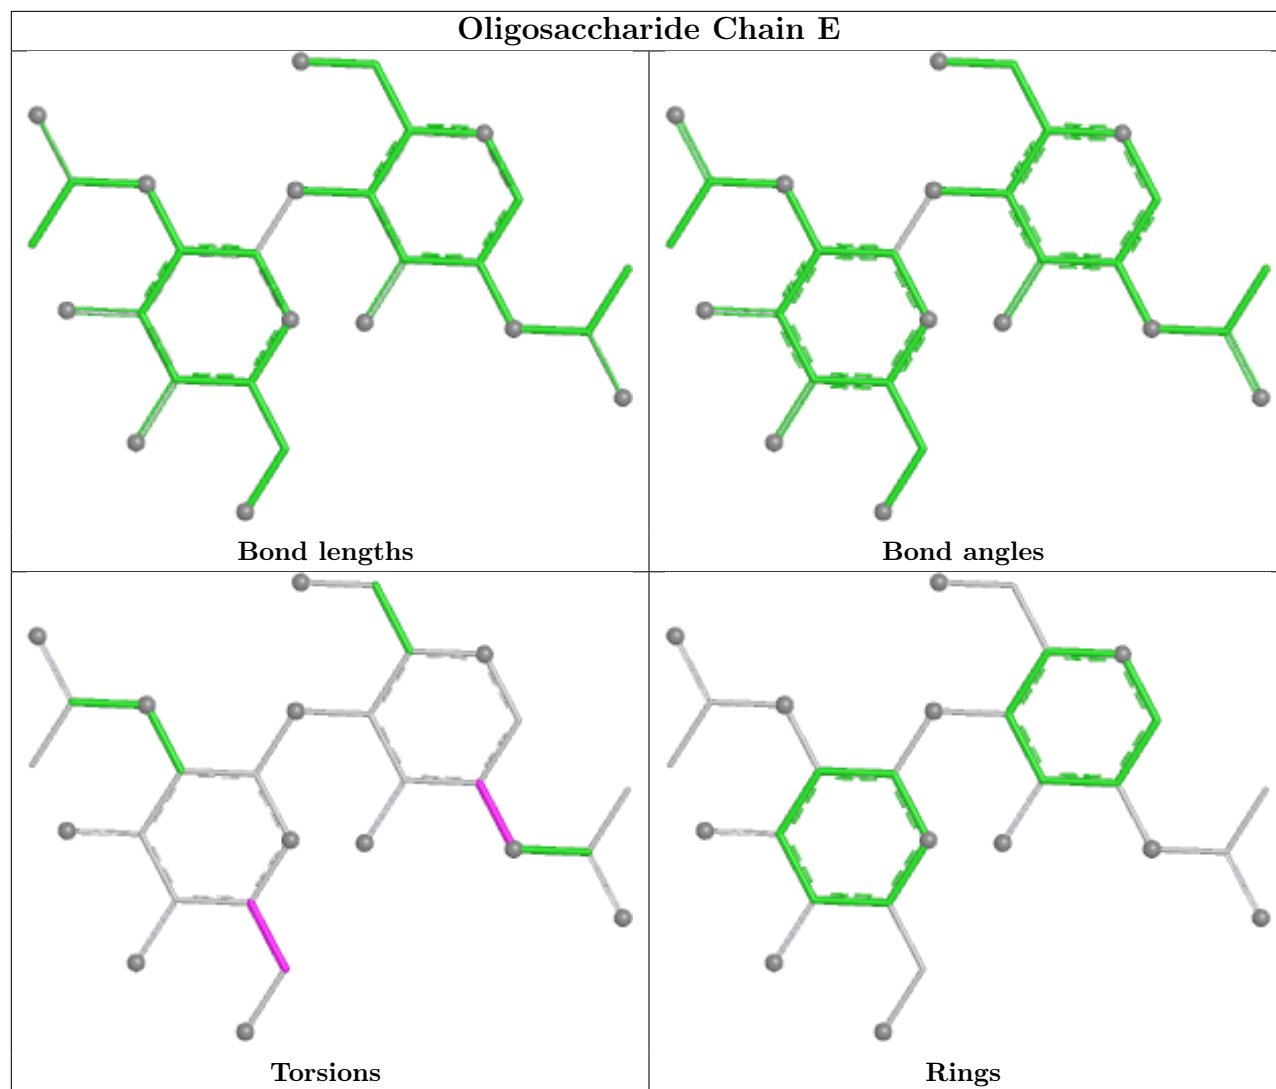 Oligosaccharide Chain E
Bond lengths
Bond angles
Torsions
Rings